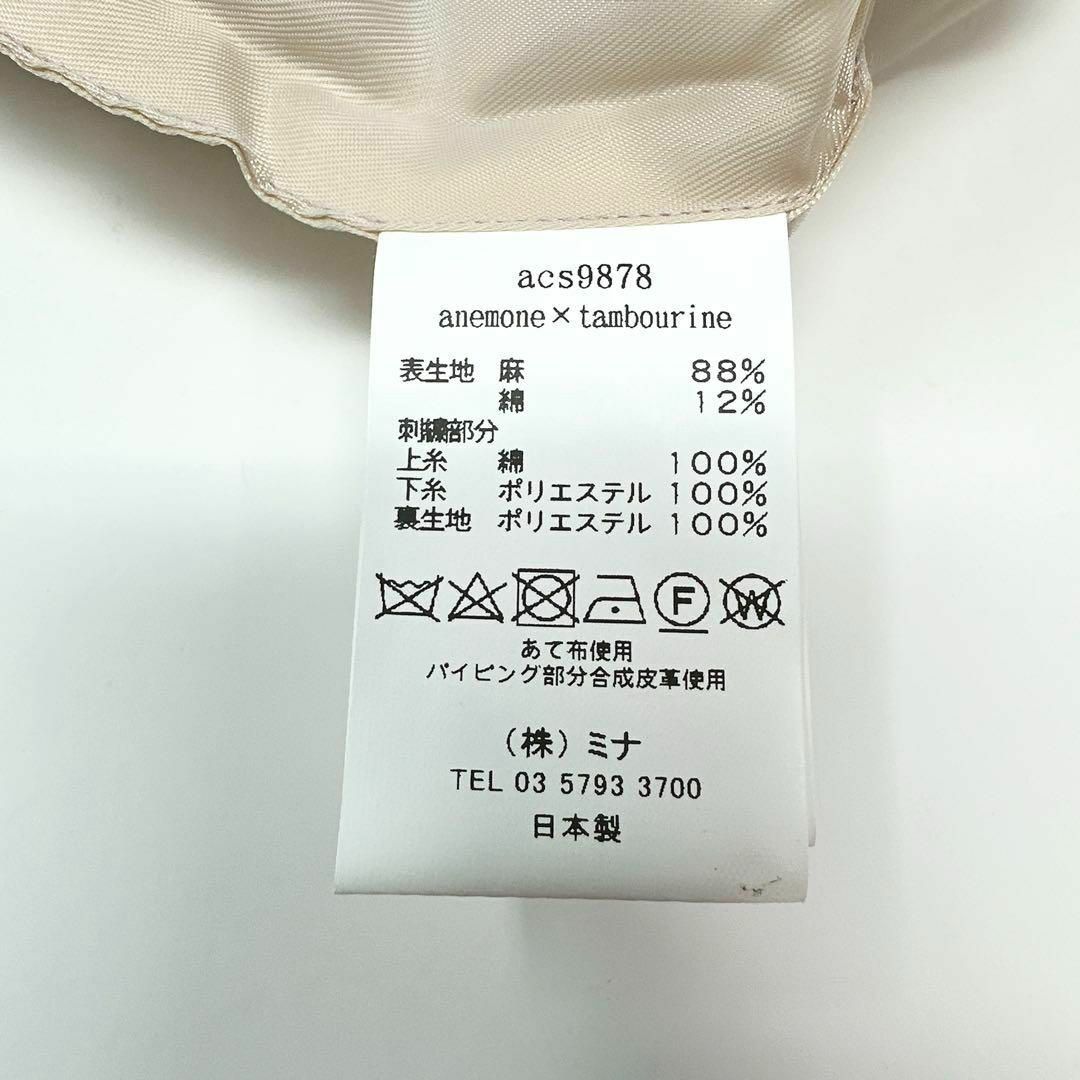 acs9878
anemone×tambourine
表生地 麻 88%
綿 12%
刺繍部分
上糸 綿 100%
下糸 ポリエステル 100%
裏生地 ポリエステル 100%
F W
あて布使用
パイピング部分合成皮革使用
(株) ミナ
TEL 03 5793 3700
日本製